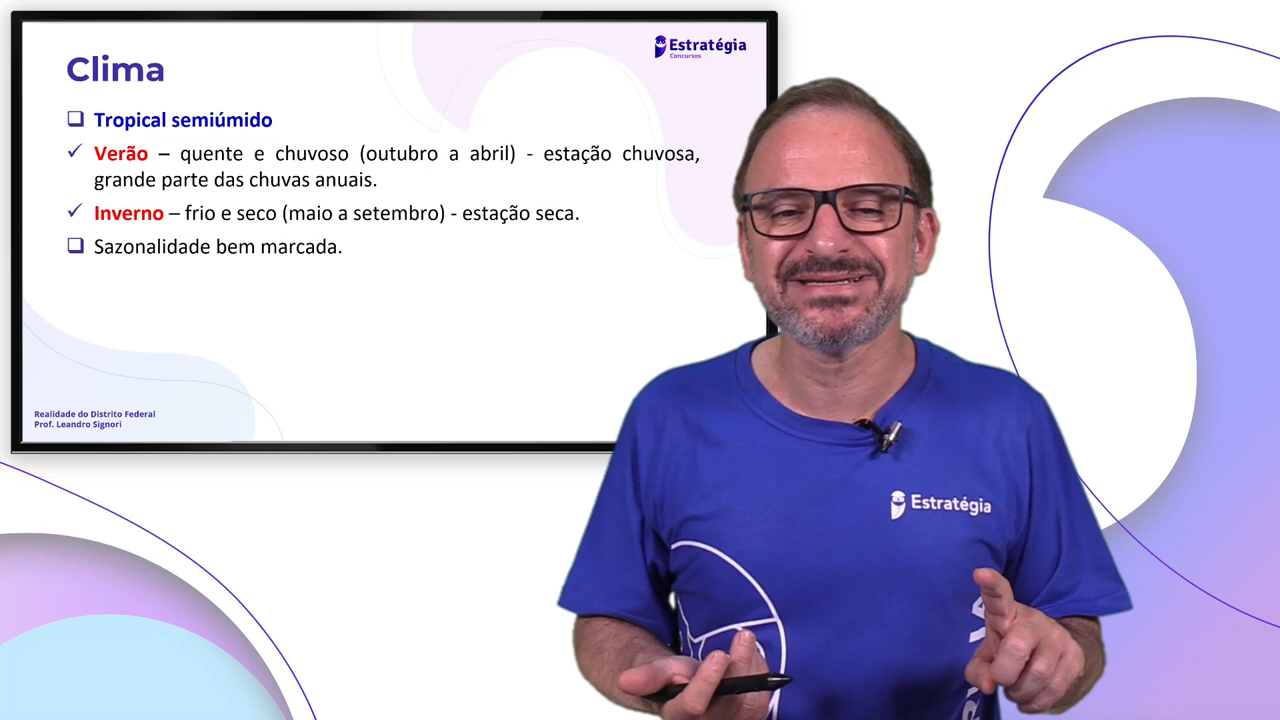 Estratégia
Concursos
Clima
Tropical semiúmido
Verão – quente e chuvoso (outubro a abril) - estação chuvosa,
grande parte das chuvas anuais.
Inverno – frio e seco (maio a setembro) - estação seca.
Sazonalidade bem marcada.
Realidade do Distrito Federal
Prof. Leandro Signori
Estratégia